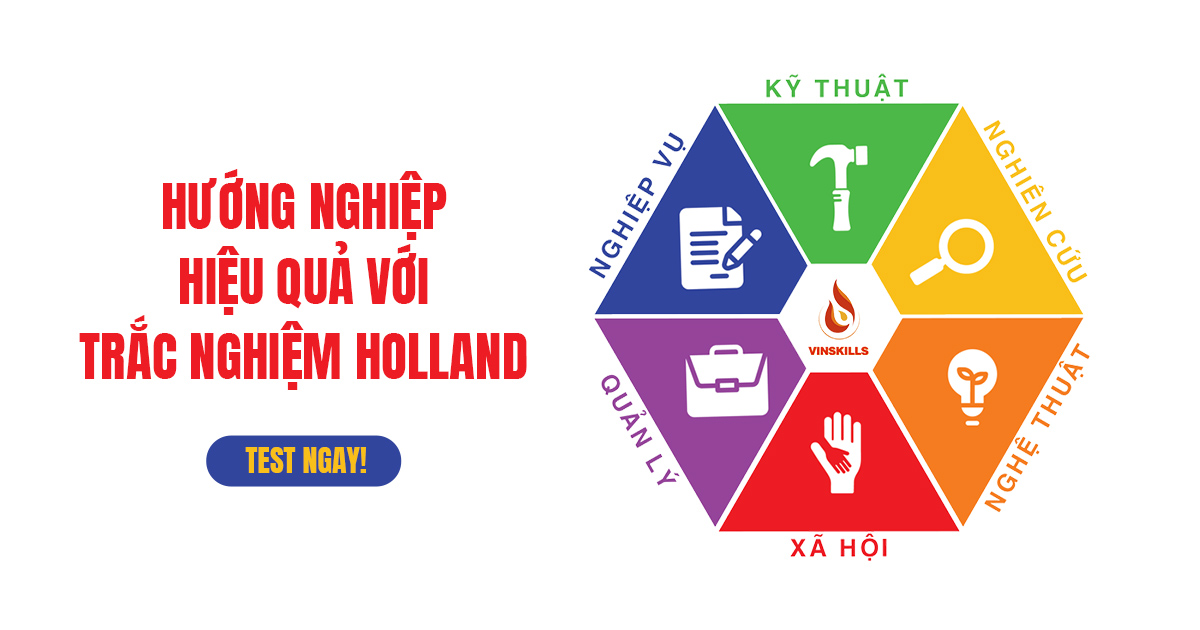 HƯỚNG NGHIỆP
HIỆU QUẢ VỚI
TRẮC NGHIỆM HOLLAND
TEST NGAY!
KỸ THUẬT
NGHIÊN CỨU
NGHỆ THUẬT
XÃ HỘI
QUẢN LÝ
NGHIỆP VỤ
VINSKILLS